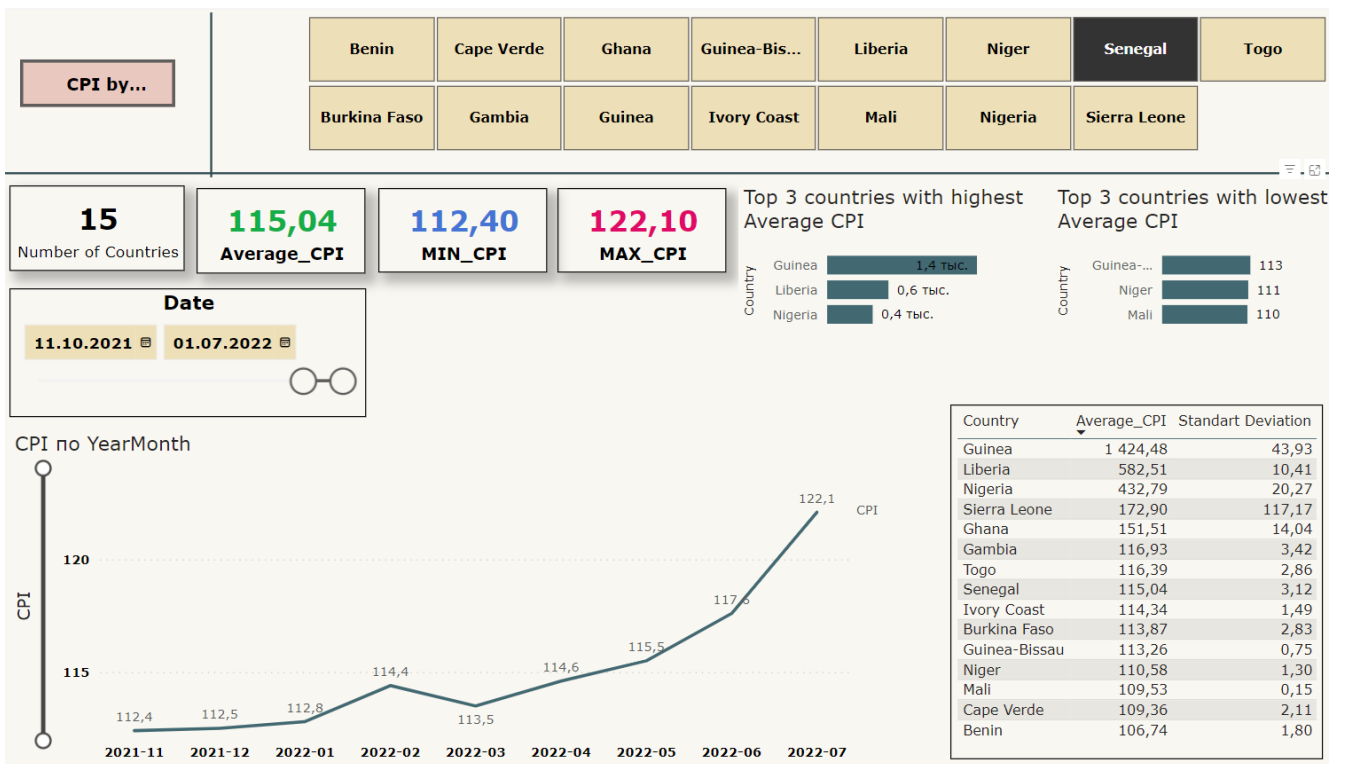 CPI by...
Benin
Cape Verde
Ghana
Guinea-Bis...
Liberia
Niger
Senegal
Togo
Burkina Faso
Gambia
Guinea
Ivory Coast
Mali
Nigeria
Sierra Leone
15
Number of Countries
115,04
Average_CPI
112,40
MIN_CPI
122,10
MAX_CPI
Top 3 countries with highest
Average CPI
Country
Guinea 1,4 тыс.
Liberia 0,6 тыс.
Nigeria 0,4 тыс.
Top 3 countries with lowest
Average CPI
Country
Guinea-... 113
Niger 111
Mali 110
Date
11.10.2021 01.07.2022
CPI по YearMonth
CPI
120
115
112,4
112,5
112,8
114,4
113,5
114,6
115,5
117,6
122,1
CPI
2021-11 2021-12 2022-01 2022-02 2022-03 2022-04 2022-05 2022-06 2022-07
Country Average_CPI Standart Deviation
Guinea 1 424,48 43,93
Liberia 582,51 10,41
Nigeria 432,79 20,27
Sierra Leone 172,90 117,17
Ghana 151,51 14,04
Gambia 116,93 3,42
Togo 116,39 2,86
Senegal 115,04 3,12
Ivory Coast 114,34 1,49
Burkina Faso 113,87 2,83
Guinea-Bissau 113,26 0,75
Niger 110,58 1,30
Mali 109,53 0,15
Cape Verde 109,36 2,11
Benin 106,74 1,80